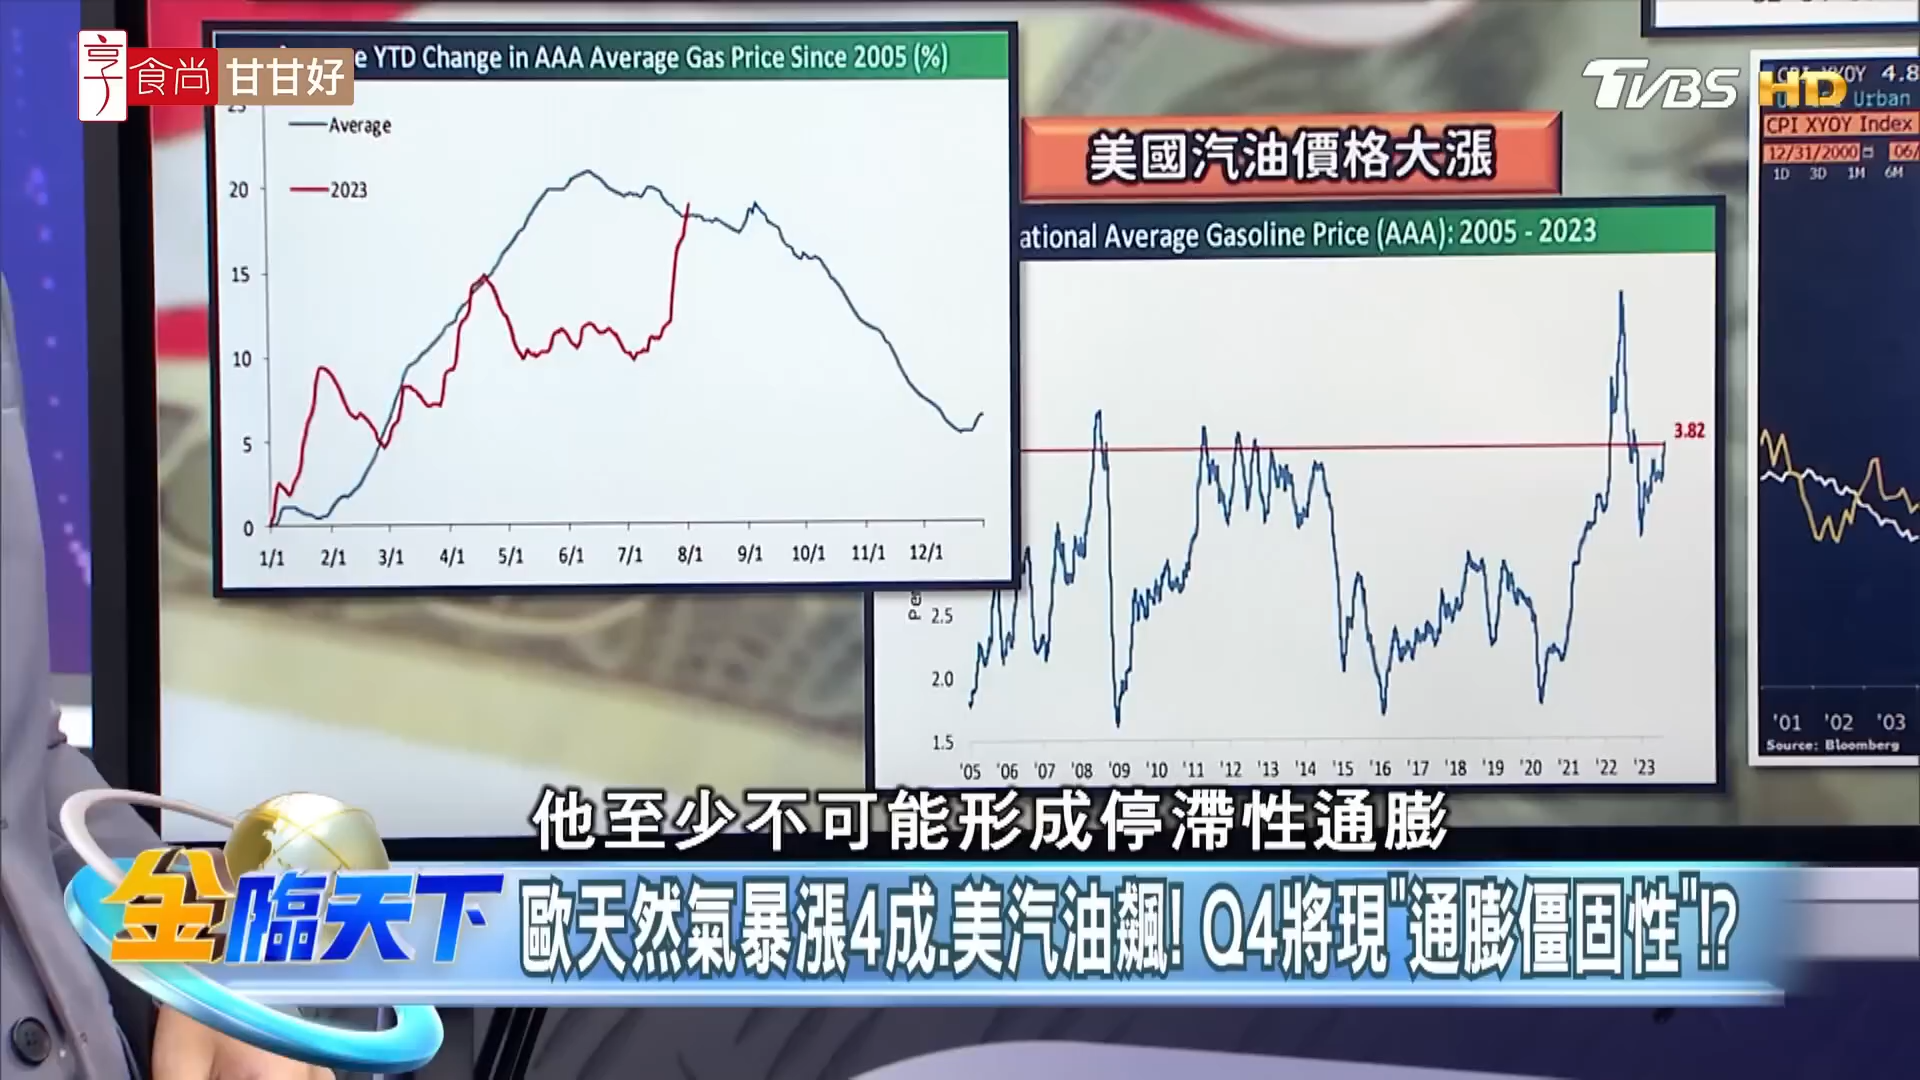 享 食尚 甘甘好
TVBS HD
e YTD Change in AAA Average Gas Price Since 2005 (%)
25
20
15
10
5
0
Average
2023
1/1 2/1 3/1 4/1 5/1 6/1 7/1 8/1 9/1 10/1 11/1 12/1
美國汽油價格大漲
ational Average Gasoline Price (AAA): 2005 - 2023
3.82
2.5
2.0
1.5
'05 '06 '07 '08 '09 '10 '11 '12 '13 '14 '15 '16 '17 '18 '19 '20 '21 '22 '23
CPI XYOY 4.8
Urban
CPI XYOY Index
12/31/2000 06/
1D 3D 1M 6M
'01 '02 '03
Source: Bloomberg
他至少不可能形成停滯性通膨
金臨天下
歐天然氣暴漲4成.美汽油飆! Q4將現"通膨僵固性"!?